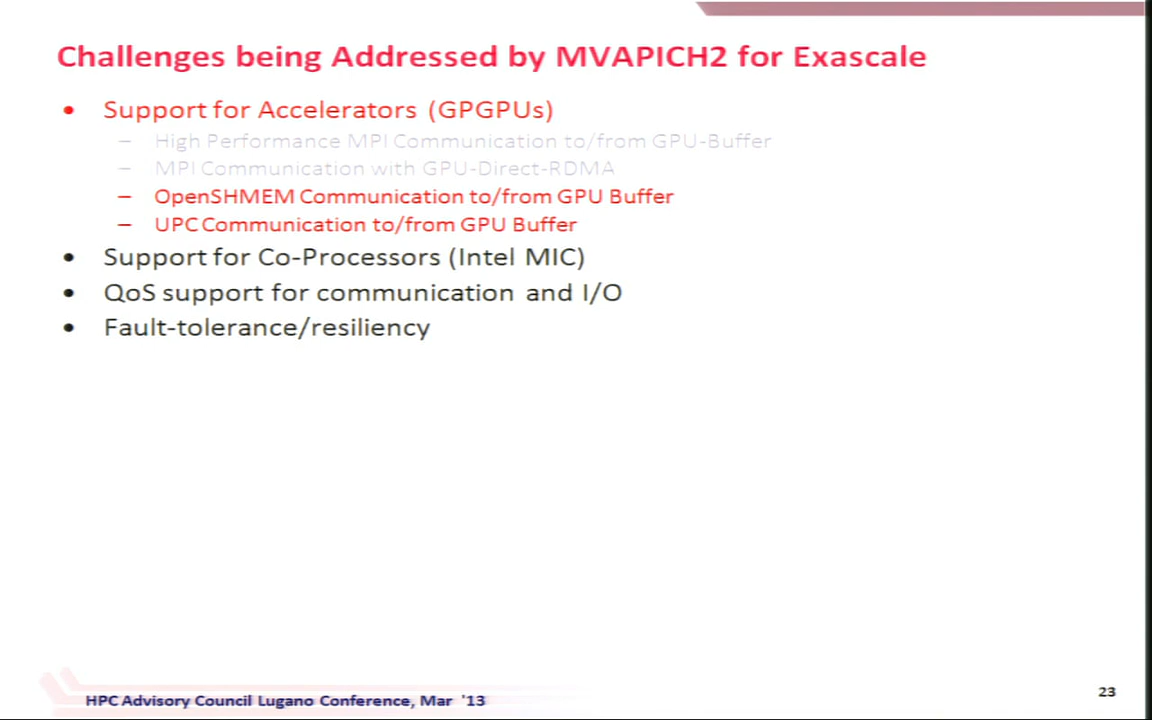 Challenges being Addressed by MVAPICH2 for Exascale
• Support for Accelerators (GPGPUs)
– High Performance MPI Communication to/from GPU-Buffer
– MPI Communication with GPU-Direct-RDMA
– OpenSHMEM Communication to/from GPU Buffer
– UPC Communication to/from GPU Buffer
• Support for Co-Processors (Intel MIC)
• QoS support for communication and I/O
• Fault-tolerance/resiliency
HPC Advisory Council Lugano Conference, Mar '13
23